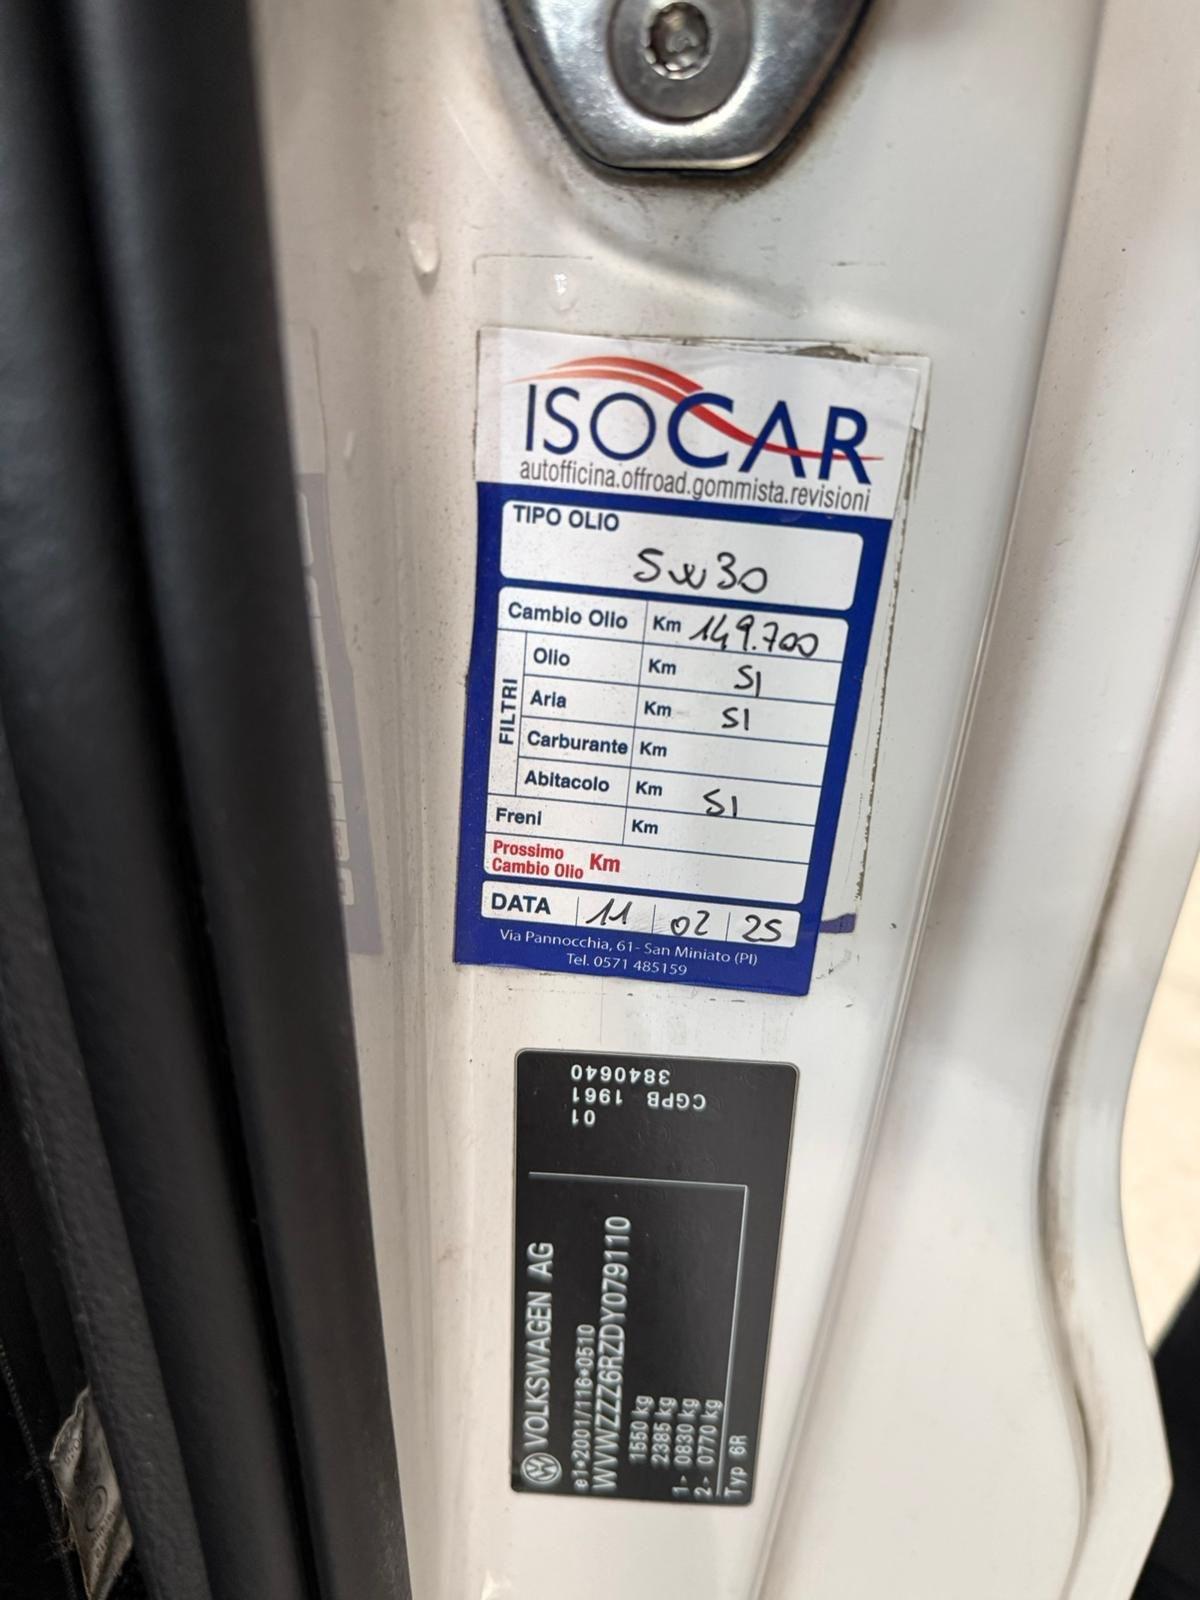 ISOCAR
autofficina.offroad.gommista.revisioni
TIPO OLIO
5w30
Cambio Olio Km 149.700
FILTRI
Olio Km SI
Aria Km SI
Carburante Km
Abitacolo Km SI
Freni Km
Prossimo
Cambio Olio Km
DATA 11 02 25
Via Pannocchia, 61- San Miniato (PI)
Tel. 0571 485159
3840640
CGPB 1961
01
VOLKSWAGEN AG
e1*2001/116*0510
WVWZZZ6RZDY079110
1550 kg
2385 kg
1- 0830 kg
2- 0770 kg
Typ 6R